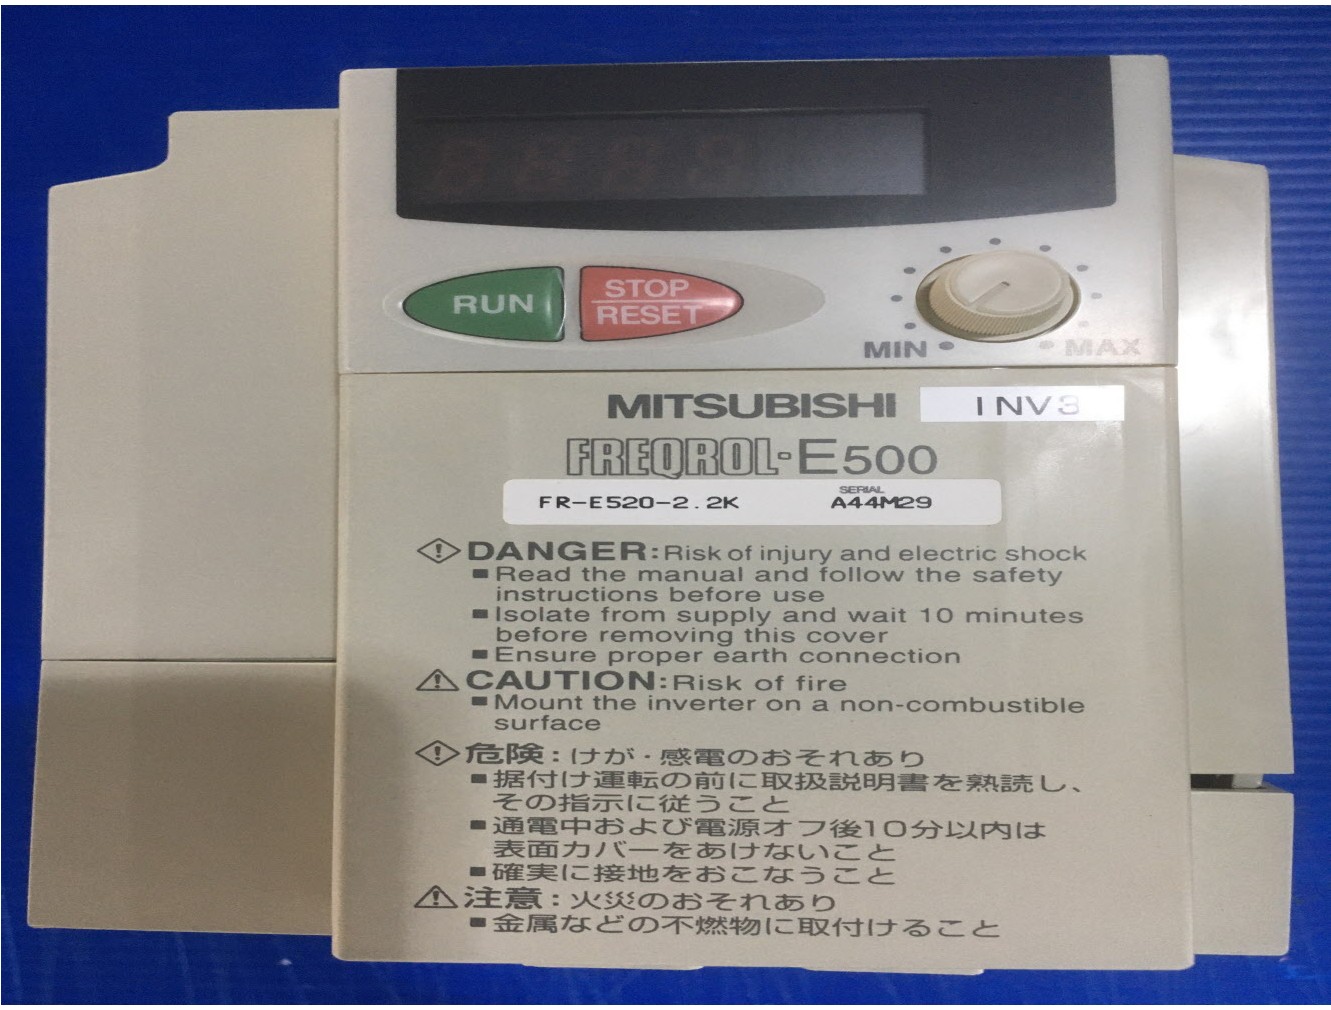 RUN
STOP
RESET
MIN
MAX
MITSUBISHI
INV3
FREQROL-E500
SERIAL
FR-E520-2.2K A44M29
DANGER:Risk of injury and electric shock
■Read the manual and follow the safety
instructions before use
■Isolate from supply and wait 10 minutes
before removing this cover
■Ensure proper earth connection
CAUTION:Risk of fire
■Mount the inverter on a non-combustible
surface
危険:けが・感電のおそれあり
■据付け運転の前に取扱説明書を熟読し、
その指示に従うこと
■通電中および電源オフ後10分以内は
表面カバーをあけないこと
■確実に接地をおこなうこと
注意:火災のおそれあり
■金属などの不燃物に取付けること